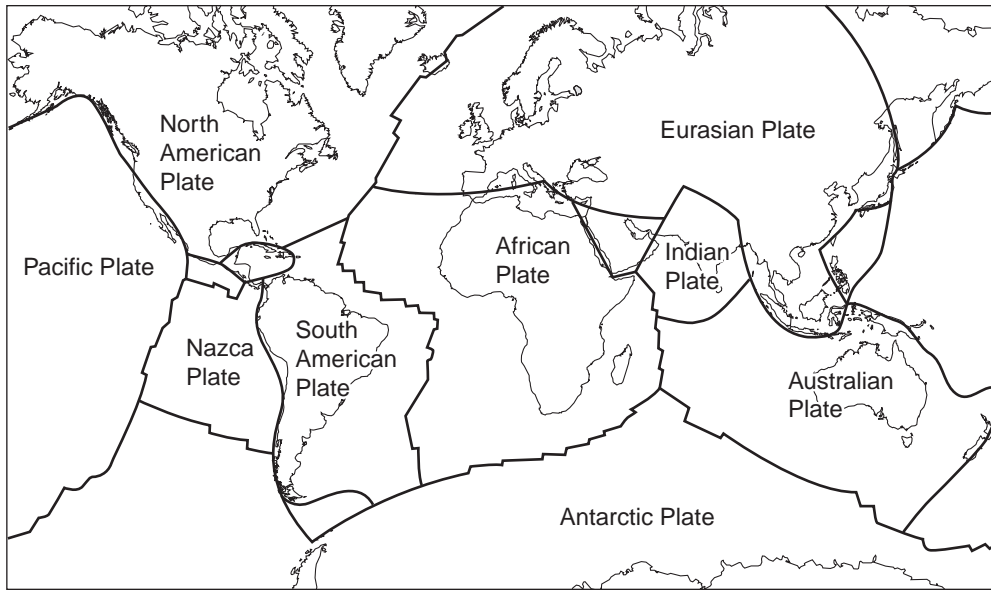 North
American
Plate
Eurasian Plate
Pacific Plate
African
Plate
Indian
Plate
Nazca
Plate
South
American
Plate
Australian
Plate
Antarctic Plate